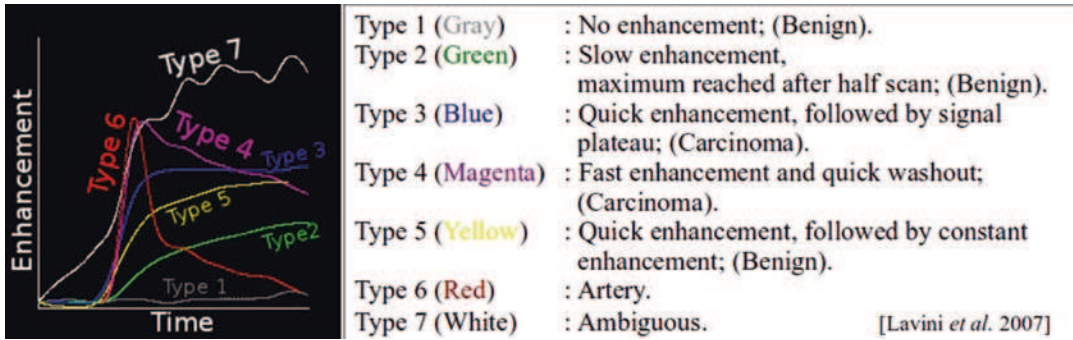 Enhancement
Time
Type 7
Type 6
Type 4
Type 3
Type 5
Type2
Type 1
Type 1 (Gray) : No enhancement; (Benign).
Type 2 (Green) : Slow enhancement,
maximum reached after half scan; (Benign).
Type 3 (Blue) : Quick enhancement, followed by signal
plateau; (Carcinoma).
Type 4 (Magenta) : Fast enhancement and quick washout;
(Carcinoma).
Type 5 (Yellow) : Quick enhancement, followed by constant
enhancement; (Benign).
Type 6 (Red) : Artery.
Type 7 (White) : Ambiguous. [Lavini et al. 2007]